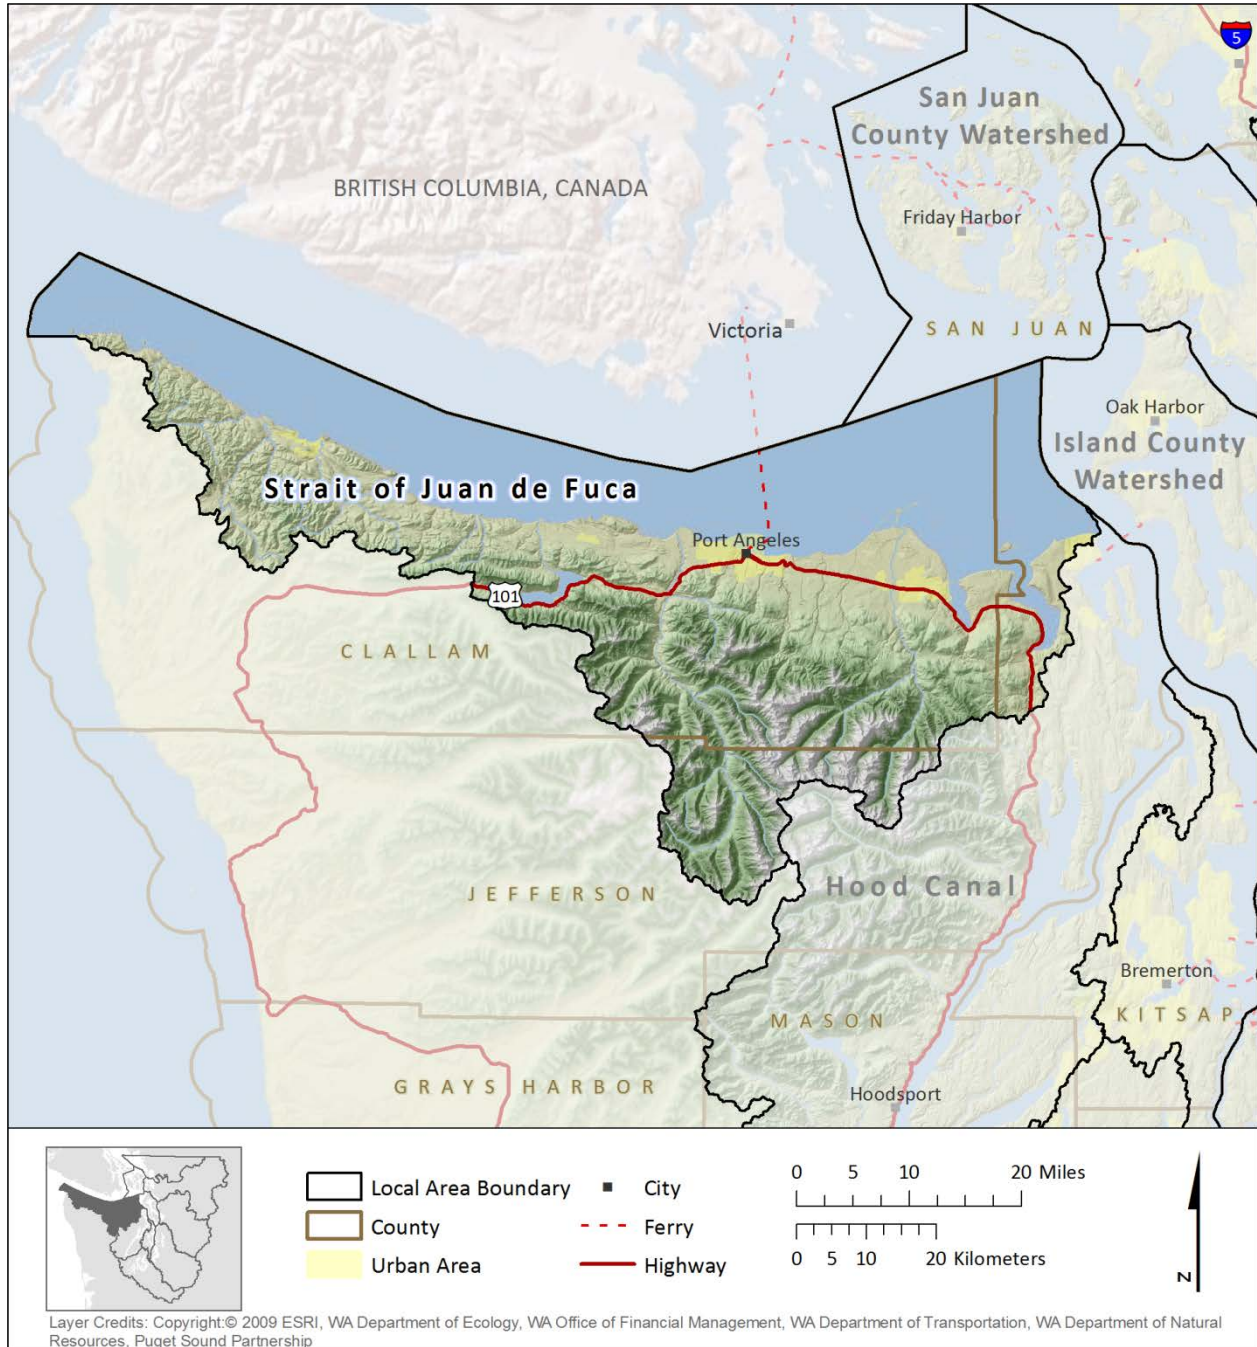 5
San Juan
County Watershed
BRITISH COLUMBIA, CANADA
Friday Harbor
Victoria
SAN JUAN
Oak Harbor
Island County
Watershed
Strait of Juan de Fuca
Port Angeles
101
CLALLAM
JEFFERSON
Hood Canal
Bremerton
MASON
KITSAP
GRAYS HARBOR
Hoodsport
Local Area Boundary
City
County
Ferry
Urban Area
Highway
0 5 10 20 Miles
0 5 10 20 Kilometers
N
Layer Credits: Copyright:© 2009 ESRI, WA Department of Ecology, WA Office of Financial Management, WA Department of Transportation, WA Department of Natural
Resources, Puget Sound Partnership